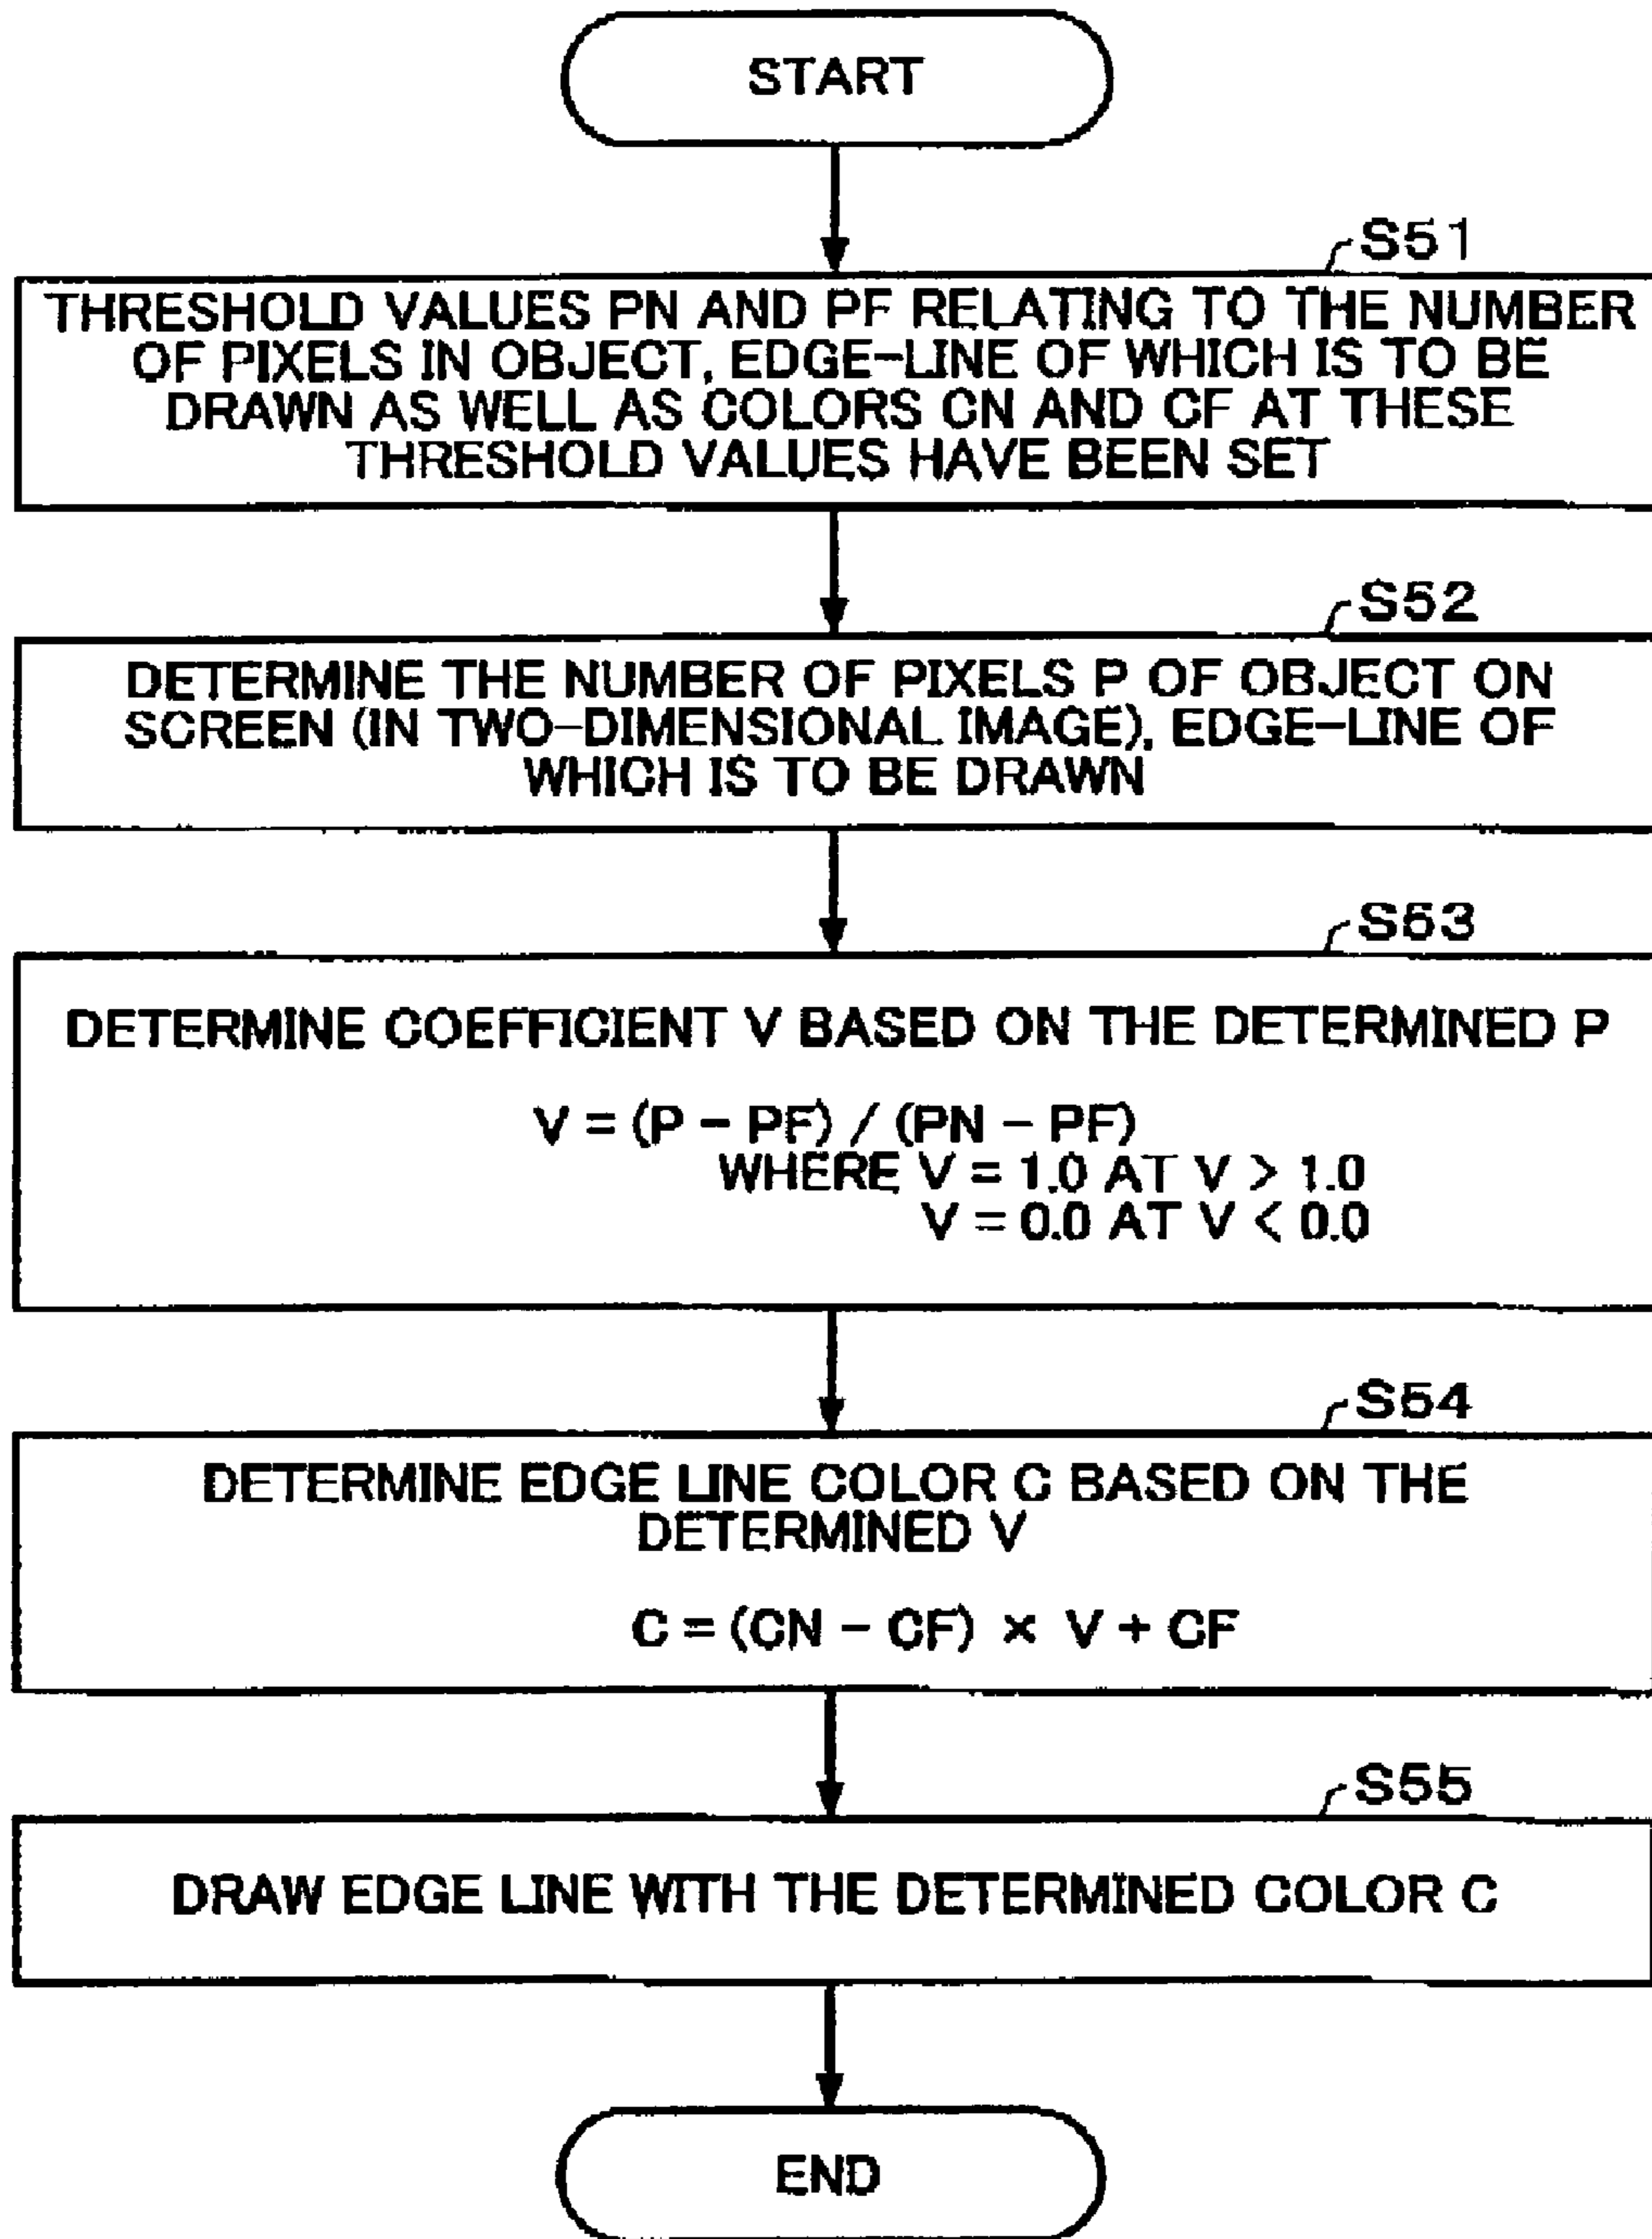 START
S51
THRESHOLD VALUES PN AND PF RELATING TO THE NUMBER
OF PIXELS IN OBJECT, EDGE-LINE OF WHICH IS TO BE
DRAWN AS WELL AS COLORS CN AND CF AT THESE
THRESHOLD VALUES HAVE BEEN SET
S52
DETERMINE THE NUMBER OF PIXELS P OF OBJECT ON
SCREEN (IN TWO-DIMENSIONAL IMAGE), EDGE-LINE OF
WHICH IS TO BE DRAWN
S53
DETERMINE COEFFICIENT V BASED ON THE DETERMINED P
V = (P - PF) / (PN - PF)
WHERE V = 1.0 AT V > 1.0
V = 0.0 AT V < 0.0
S54
DETERMINE EDGE LINE COLOR C BASED ON THE
DETERMINED V
C = (CN - CF) × V + CF
S55
DRAW EDGE LINE WITH THE DETERMINED COLOR C
END